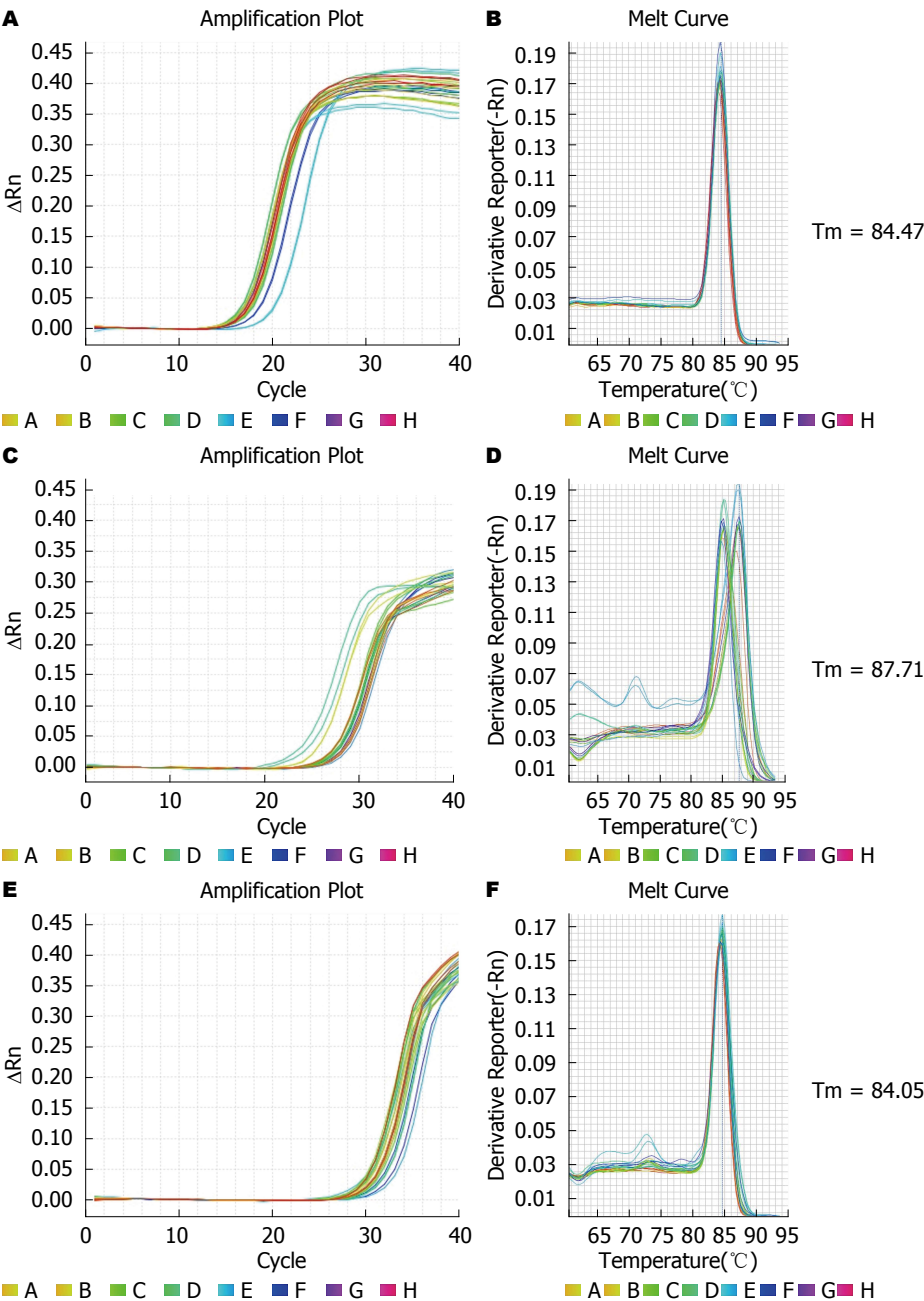 A Amplification Plot
0.45
0.40
0.35
0.30
0.25
0.20
0.15
0.10
0.05
0.00
ΔRn
0 10 20 30 40
Cycle
A B C D E F G H
B Melt Curve
0.19
0.17
0.15
0.13
0.11
0.09
0.07
0.05
0.03
0.01
Derivative Reporter(-Rn)
65 70 75 80 85 90 95
Temperature(℃)
A B C D E F G H
Tm = 84.47
C Amplification Plot
0.45
0.40
0.35
0.30
0.25
0.20
0.15
0.10
0.05
0.00
ΔRn
0 10 20 30 40
Cycle
A B C D E F G H
D Melt Curve
0.19
0.17
0.15
0.13
0.11
0.09
0.07
0.05
0.03
0.01
Derivative Reporter(-Rn)
65 70 75 80 85 90 95
Temperature(℃)
A B C D E F G H
Tm = 87.71
E Amplification Plot
0.45
0.40
0.35
0.30
0.25
0.20
0.15
0.10
0.05
0.00
ΔRn
0 10 20 30 40
Cycle
A B C D E F G H
F Melt Curve
0.17
0.15
0.13
0.11
0.09
0.07
0.05
0.03
0.01
Derivative Reporter(-Rn)
65 70 75 80 85 90 95
Temperature(℃)
A B C D E F G H
Tm = 84.05